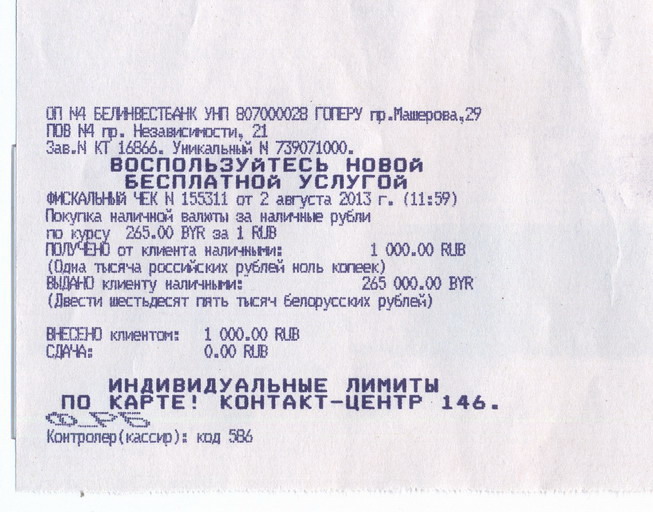 ОП N4 БЕЛИНВЕСТБАНК УНП 807000028 ГОПЕРУ пр.Машерова,29
ПОВ N4 пр. Независимости, 21
Зав.N КТ 16866. Уникальный N 739071000.
ВОСПОЛЬЗУЙТЕСЬ НОВОЙ
БЕСПЛАТНОЙ УСЛУГОЙ
ФИСКАЛЬНЫЙ ЧЕК N 155311 от 2 августа 2013 г. (11:59)
Покупка наличной валюты за наличные рубли
по курсу 265.00 BYR за 1 RUB
ПОЛУЧЕНО от клиента наличными: 1 000.00 RUB
(Одна тысяча российских рублей ноль копеек)
ВЫДАНО клиенту наличными: 265 000.00 BYR
(Двести шестьдесят пять тысяч белорусских рублей)
ВНЕСЕНО клиентом: 1 000.00 RUB
СДАЧА: 0.00 RUB
ИНДИВИДУАЛЬНЫЕ ЛИМИТЫ
ПО КАРТЕ! КОНТАКТ-ЦЕНТР 146.
ФРБ
Контролер(кассир): код 586